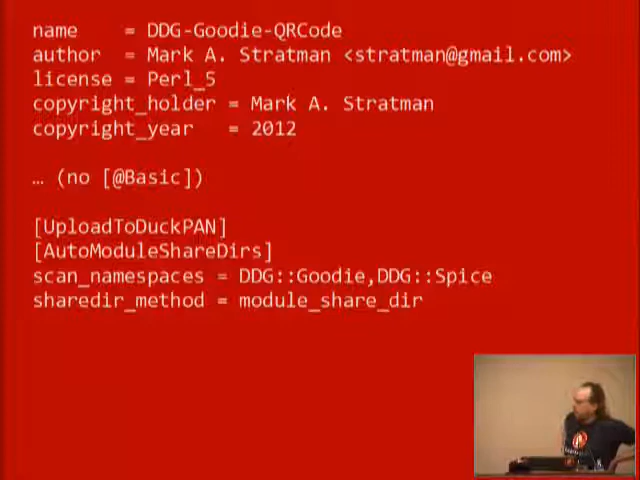 name    = DDG-Goodie-QRCode
author  = Mark A. Stratman <stratman@gmail.com>
license = Perl_5
copyright_holder = Mark A. Stratman
copyright_year   = 2012
… (no [@Basic])
[UploadToDuckPAN]
[AutoModuleShareDirs]
scan_namespaces = DDG::Goodie,DDG::Spice
sharedir_method = module_share_dir